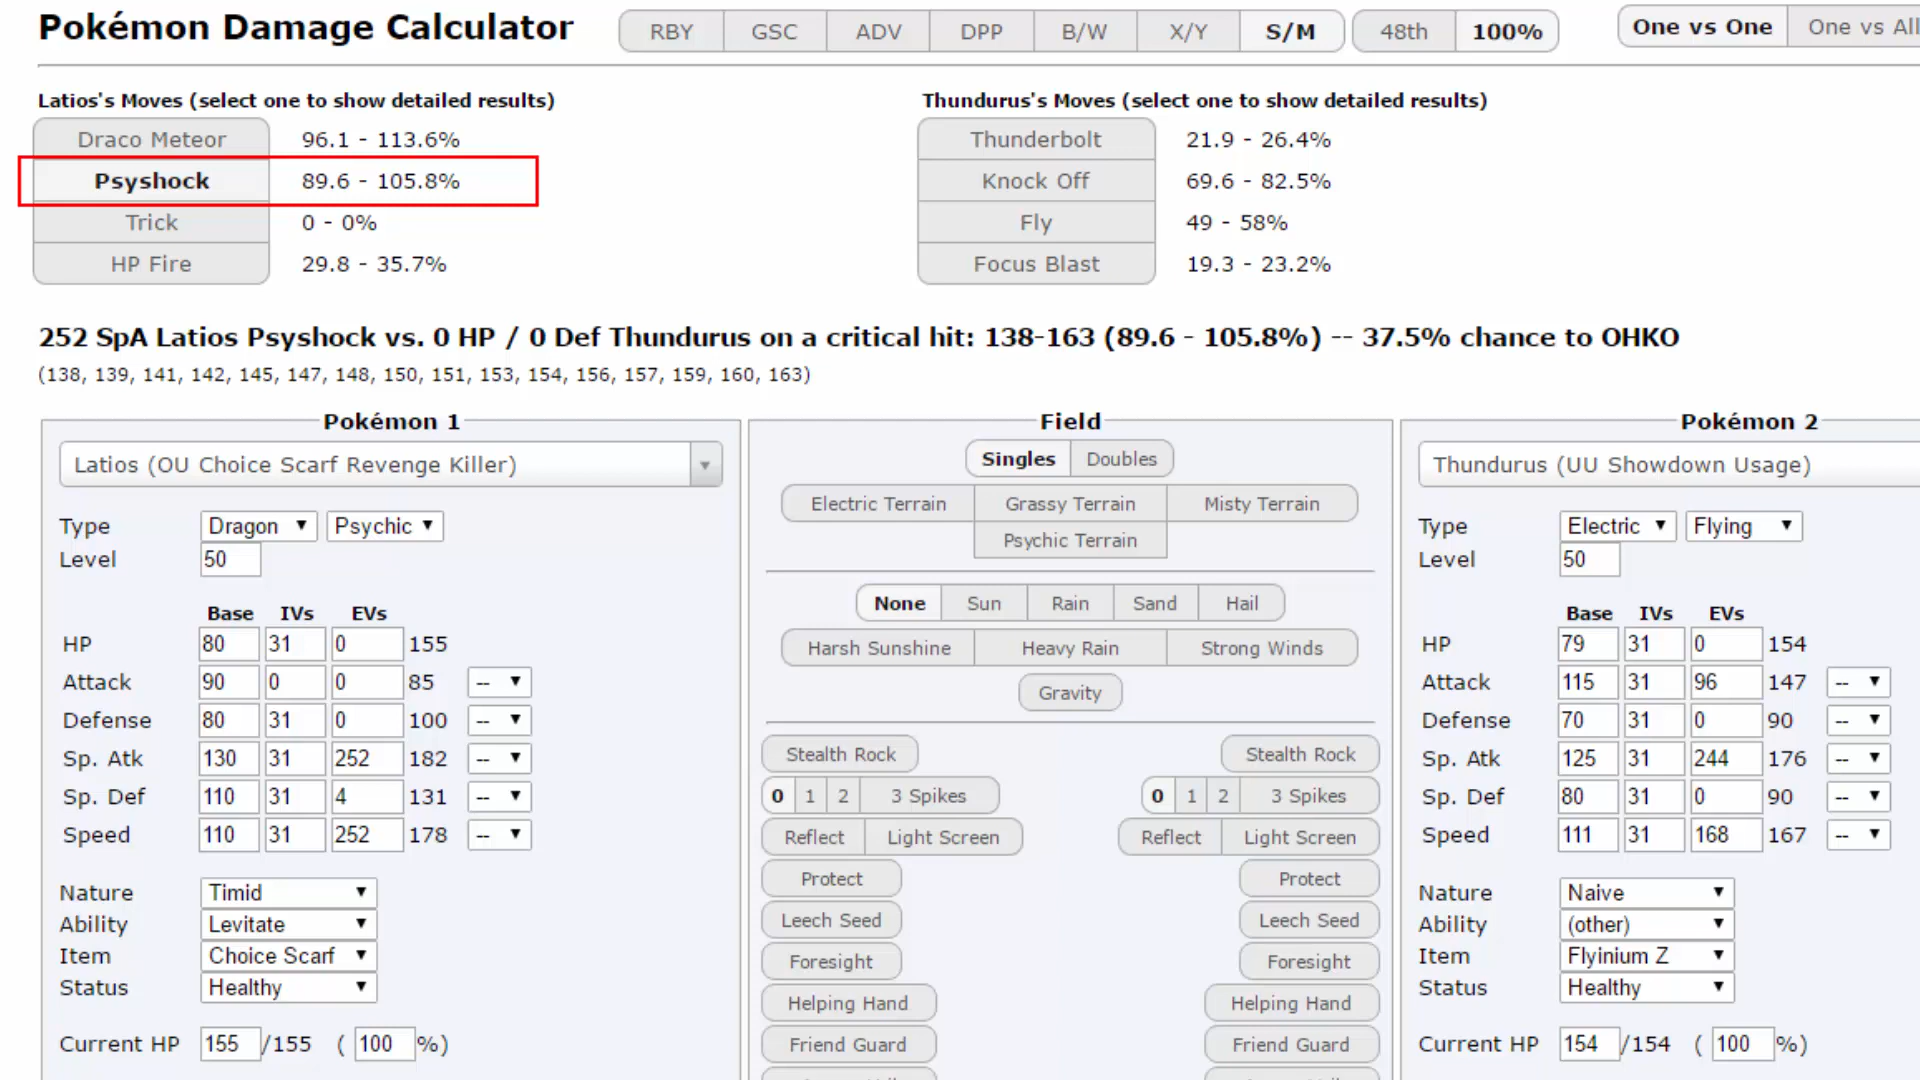 Pokémon Damage Calculator
RBY GSC ADV DPP B/W X/Y S/M 48th 100% One vs One One vs All
Latios's Moves (select one to show detailed results)
Draco Meteor 96.1 - 113.6%
Psyshock 89.6 - 105.8%
Trick 0 - 0%
HP Fire 29.8 - 35.7%
Thundurus's Moves (select one to show detailed results)
Thunderbolt 21.9 - 26.4%
Knock Off 69.6 - 82.5%
Fly 49 - 58%
Focus Blast 19.3 - 23.2%
252 SpA Latios Psyshock vs. 0 HP / 0 Def Thundurus on a critical hit: 138-163 (89.6 - 105.8%) -- 37.5% chance to OHKO
(138, 139, 141, 142, 145, 147, 148, 150, 151, 153, 154, 156, 157, 159, 160, 163)
Pokémon 1
Latios (OU Choice Scarf Revenge Killer)
Type Dragon Psychic
Level 50
Base IVs EVs
HP 80 31 0 155
Attack 90 0 0 85 --
Defense 80 31 0 100 --
Sp. Atk 130 31 252 182 --
Sp. Def 110 31 4 131 --
Speed 110 31 252 178 --
Nature Timid
Ability Levitate
Item Choice Scarf
Status Healthy
Current HP 155 /155 ( 100 %)
Field
Singles Doubles
Electric Terrain Grassy Terrain Misty Terrain
Psychic Terrain
None Sun Rain Sand Hail
Harsh Sunshine Heavy Rain Strong Winds
Gravity
Stealth Rock Stealth Rock
0 1 2 3 Spikes 0 1 2 3 Spikes
Reflect Light Screen Reflect Light Screen
Protect Protect
Leech Seed Leech Seed
Foresight Foresight
Helping Hand Helping Hand
Friend Guard Friend Guard
Pokémon 2
Thundurus (UU Showdown Usage)
Type Electric Flying
Level 50
Base IVs EVs
HP 79 31 0 154
Attack 115 31 96 147 --
Defense 70 31 0 90 --
Sp. Atk 125 31 244 176 --
Sp. Def 80 31 0 90 --
Speed 111 31 168 167 --
Nature Naive
Ability (other)
Item Flyinium Z
Status Healthy
Current HP 154 /154 ( 100 %)